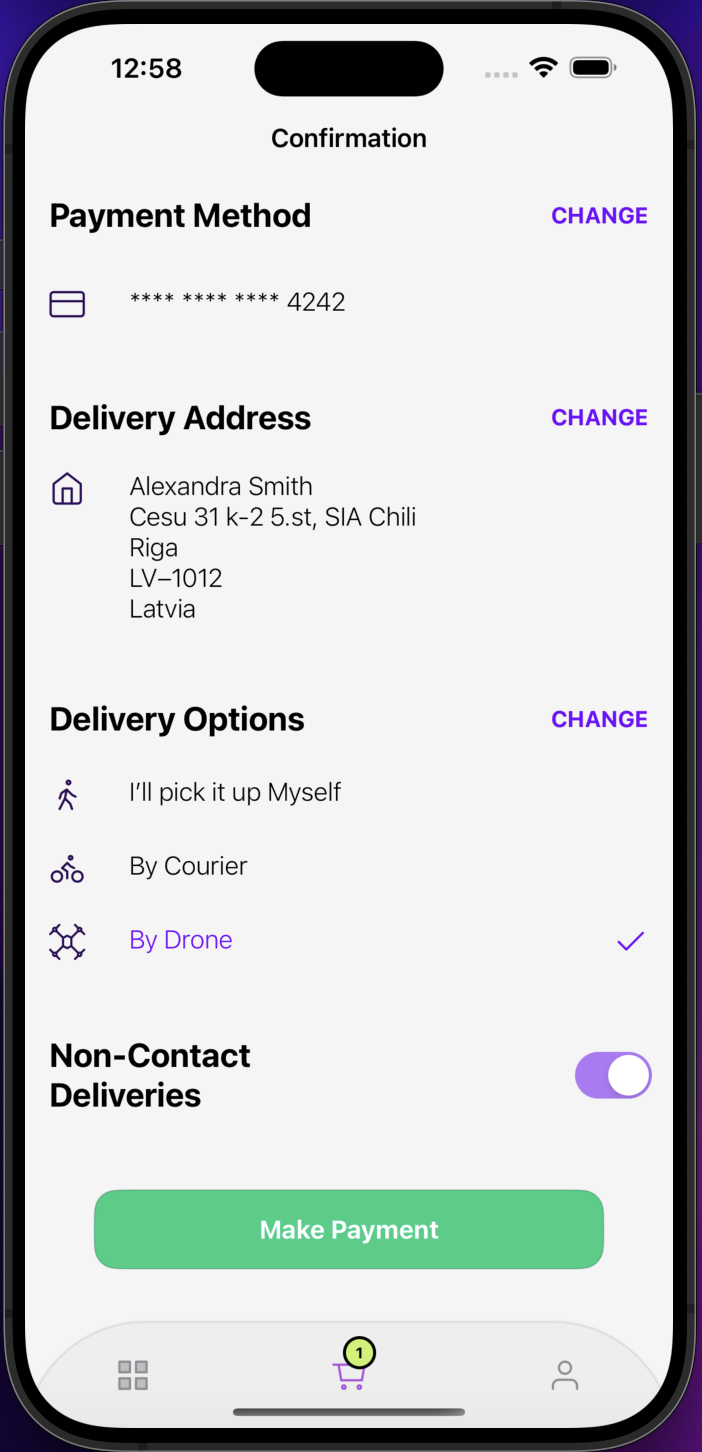 12:58
Confirmation
Payment Method CHANGE
**** **** **** 4242
Delivery Address CHANGE
Alexandra Smith
Cesu 31 k-2 5.st, SIA Chili
Riga
LV–1012
Latvia
Delivery Options CHANGE
I’ll pick it up Myself
By Courier
By Drone
Non-Contact
Deliveries
Make Payment
1